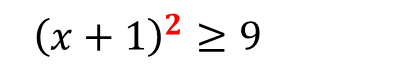 (x + 1)² ≥ 9